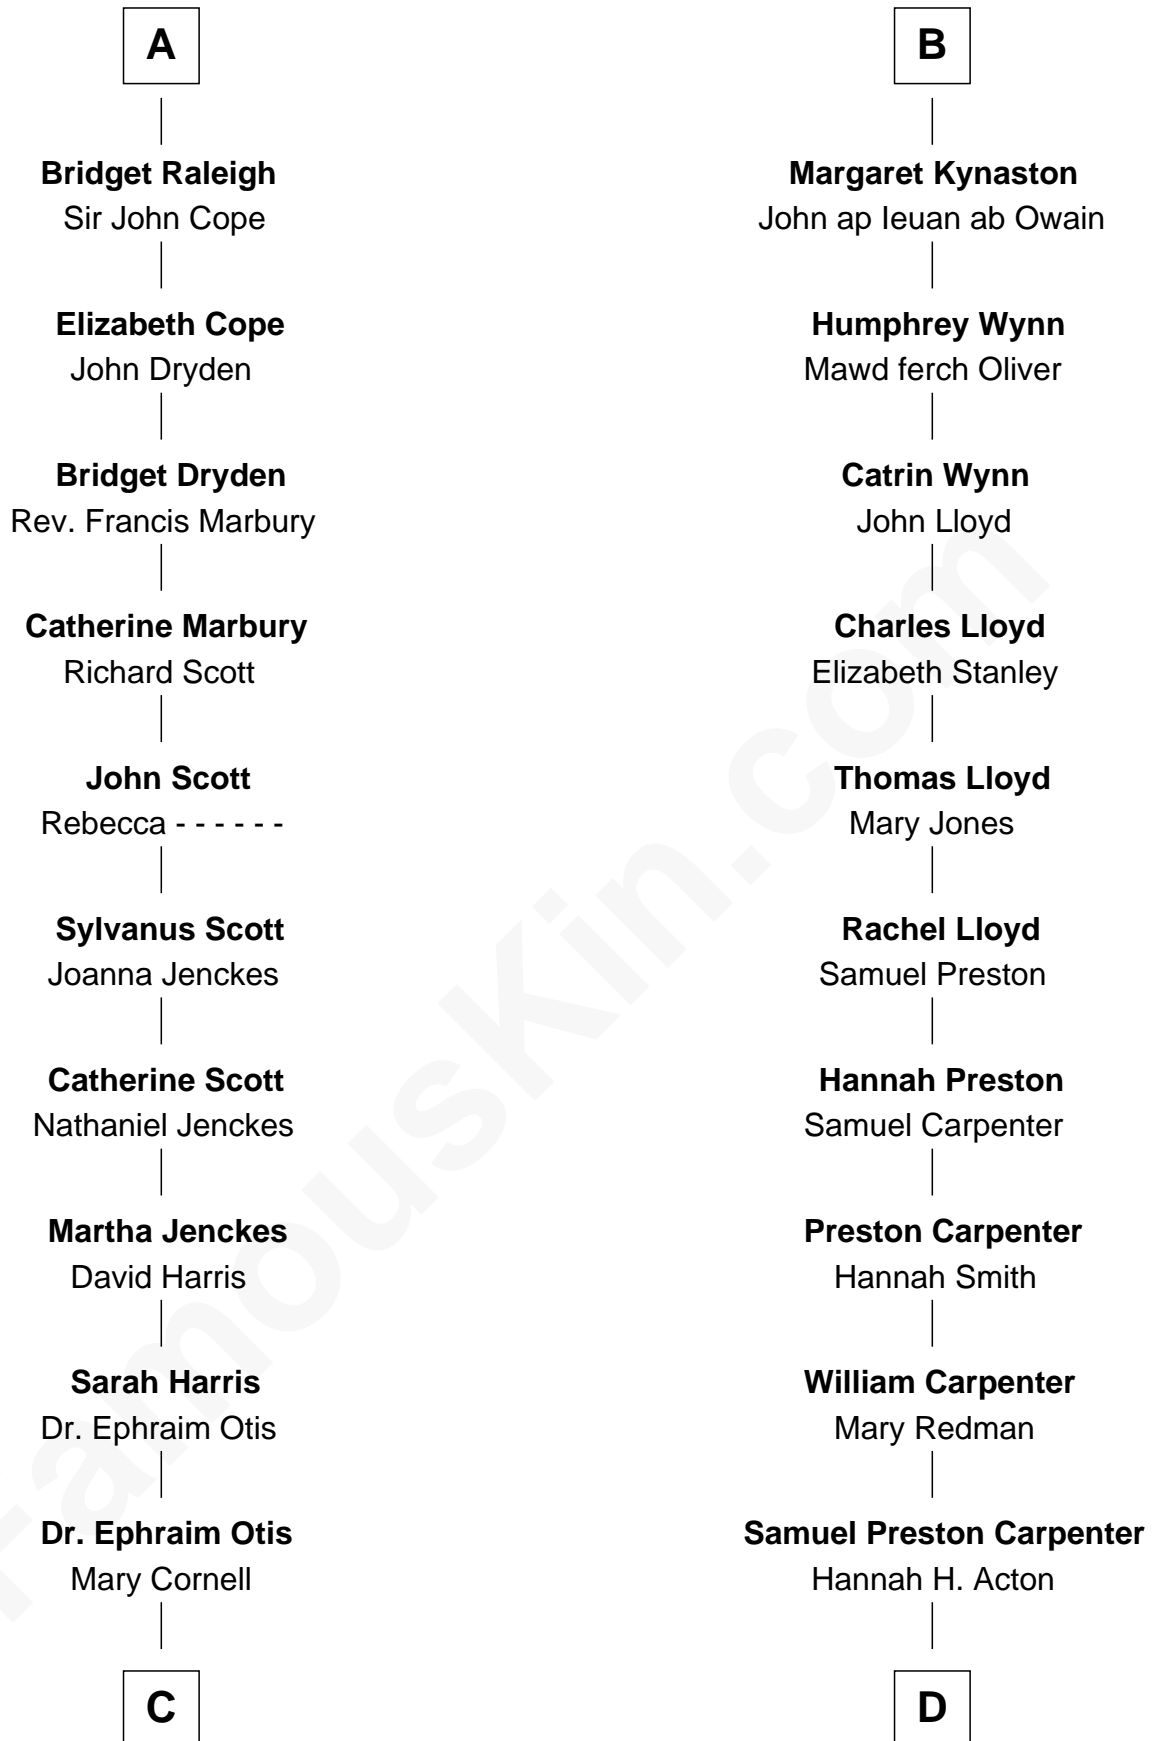 A
Bridget Raleigh
Sir John Cope
Elizabeth Cope
John Dryden
Bridget Dryden
Rev. Francis Marbury
Catherine Marbury
Richard Scott
John Scott
Rebecca - - - - - -
Sylvanus Scott
Joanna Jenckes
Catherine Scott
Nathaniel Jenckes
Martha Jenckes
David Harris
Sarah Harris
Dr. Ephraim Otis
Dr. Ephraim Otis
Mary Cornell
C
B
Margaret Kynaston
John ap Ieuan ab Owain
Humphrey Wynn
Mawd ferch Oliver
Catrin Wynn
John Lloyd
Charles Lloyd
Elizabeth Stanley
Thomas Lloyd
Mary Jones
Rachel Lloyd
Samuel Preston
Hannah Preston
Samuel Carpenter
Preston Carpenter
Hannah Smith
William Carpenter
Mary Redman
Samuel Preston Carpenter
Hannah H. Acton
D
FamousKin.com